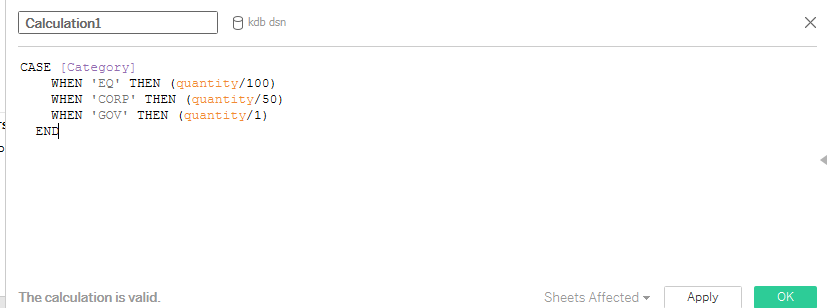 Calculation1
kdb dsn
CASE [Category]
WHEN 'EQ' THEN (quantity/100)
WHEN 'CORP' THEN (quantity/50)
WHEN 'GOV' THEN (quantity/1)
END
The calculation is valid.
Sheets Affected
Apply
OK